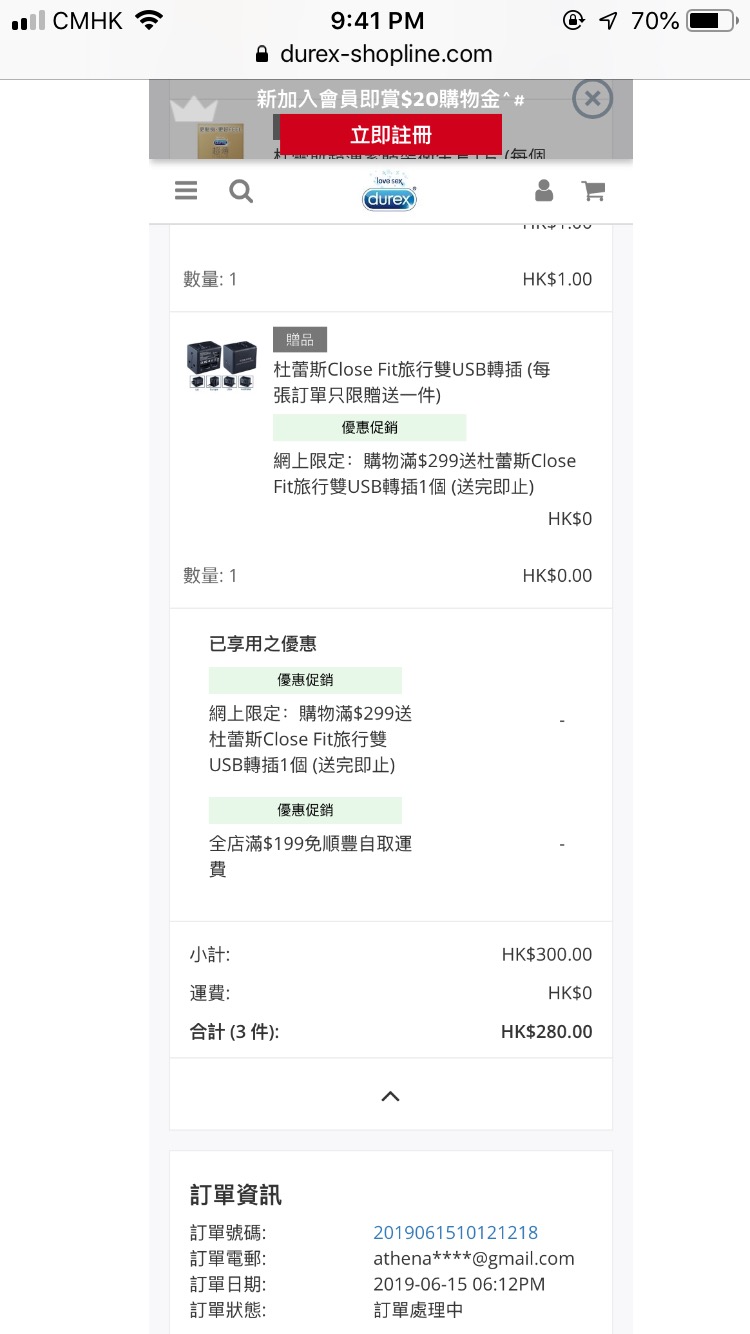 CMHK
9:41 PM
70%
durex-shopline.com
新加入會員即賞$20購物金^#
立即註冊
love sex
durex
HK$1.00
數量: 1
HK$1.00
贈品
杜蕾斯Close Fit旅行雙USB轉插 (每
張訂單只限贈送一件)
優惠促銷
網上限定：購物滿$299送杜蕾斯Close
Fit旅行雙USB轉插1個 (送完即止)
HK$0
數量: 1
HK$0.00
已享用之優惠
優惠促銷
網上限定：購物滿$299送
杜蕾斯Close Fit旅行雙
USB轉插1個 (送完即止)
-
優惠促銷
全店滿$199免順豐自取運
費
-
小計:
HK$300.00
運費:
HK$0
合計 (3 件):
HK$280.00
訂單資訊
訂單號碼:
2019061510121218
訂單電郵:
athena****@gmail.com
訂單日期:
2019-06-15 06:12PM
訂單狀態:
訂單處理中